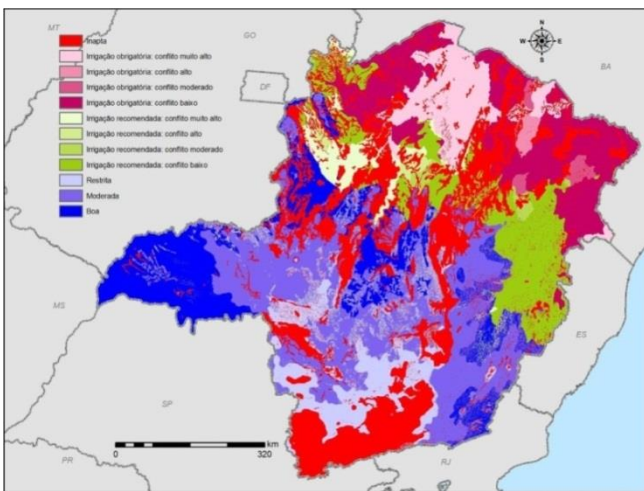 MT
GO
DF
BA
N
W E
S
Inapta
Irrigação obrigatória: conflito muito alto
Irrigação obrigatória: conflito alto
Irrigação obrigatória: conflito moderado
Irrigação obrigatória: conflito baixo
Irrigação recomendada: conflito muito alto
Irrigação recomendada: conflito alto
Irrigação recomendada: conflito moderado
Irrigação recomendada: conflito baixo
Restrita
Moderada
Boa
MS
ES
SP
km
0 320
PR
RJ